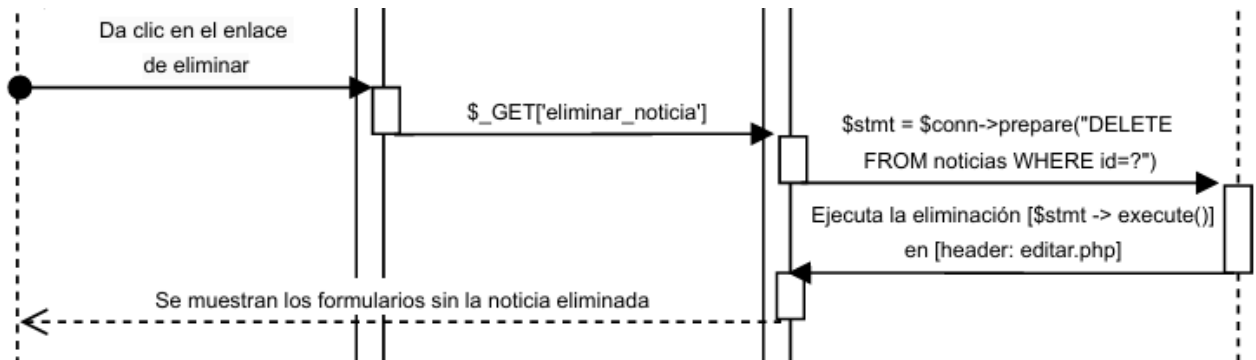 Da clic en el enlace
de eliminar
$_GET['eliminar_noticia']
$stmt = $conn->prepare("DELETE
FROM noticias WHERE id=?")
Ejecuta la eliminación [$stmt -> execute()]
en [header: editar.php]
Se muestran los formularios sin la noticia eliminada